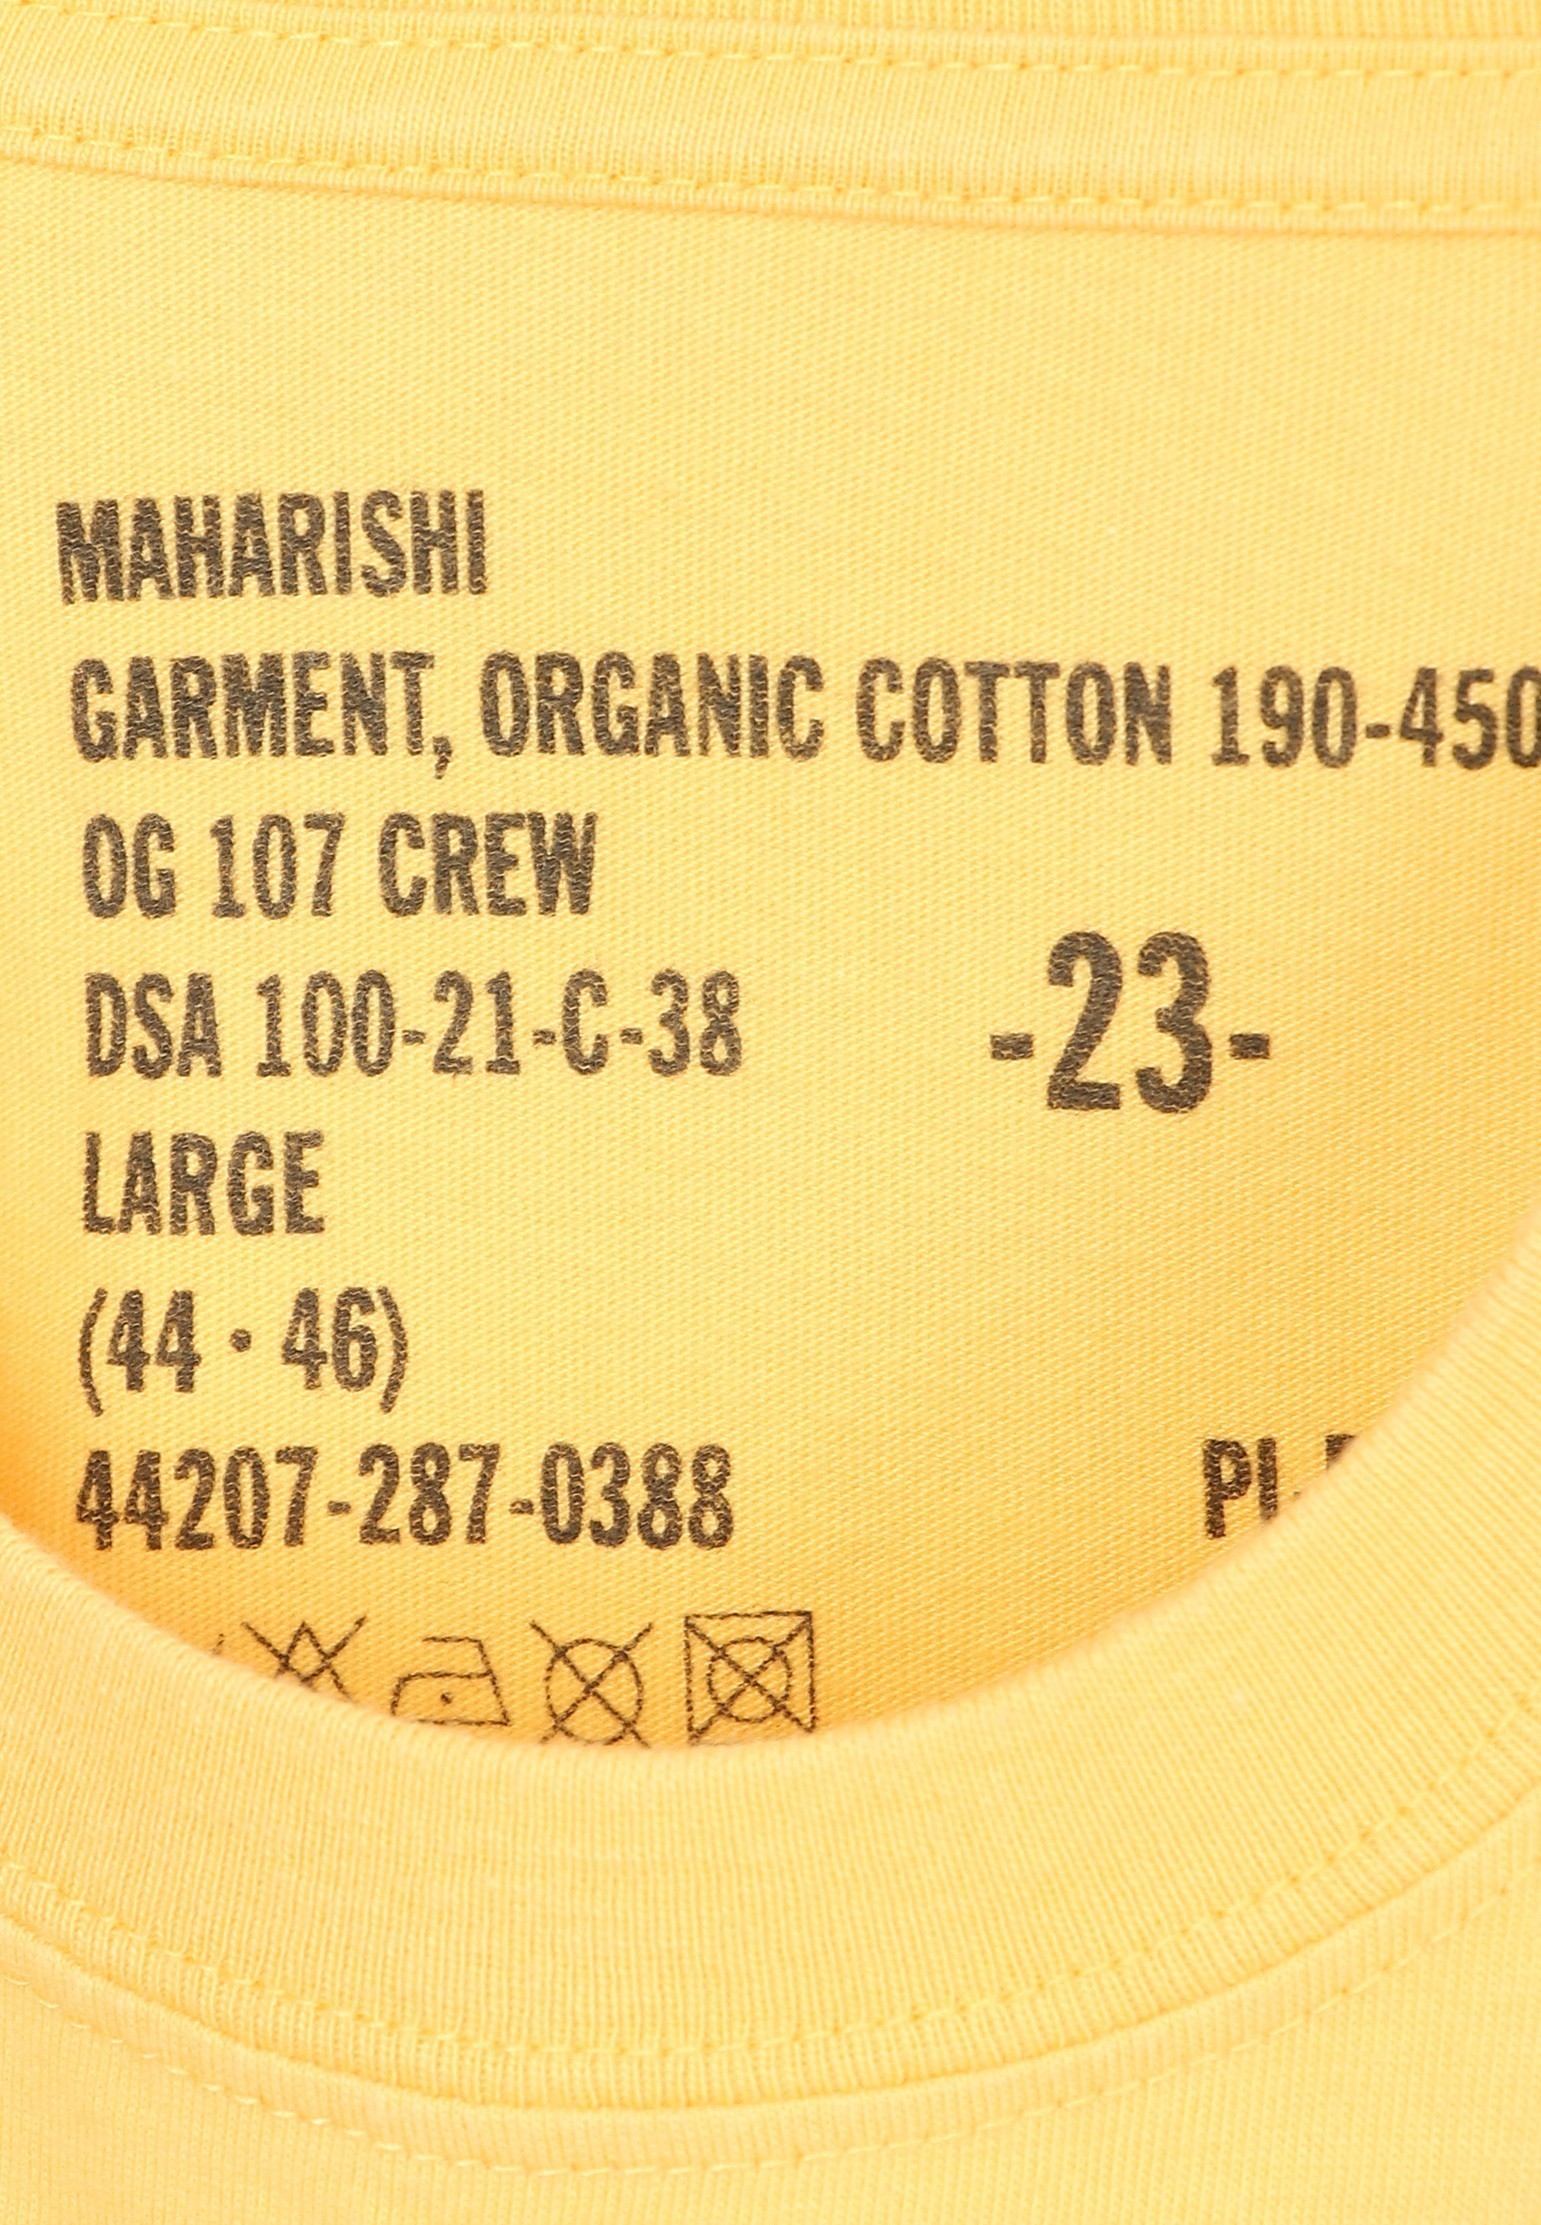 MAHARISHI
GARMENT, ORGANIC COTTON 190-450
OG 107 CREW
DSA 100-21-C-38
-23-
LARGE
(44 · 46)
44207-287-0388